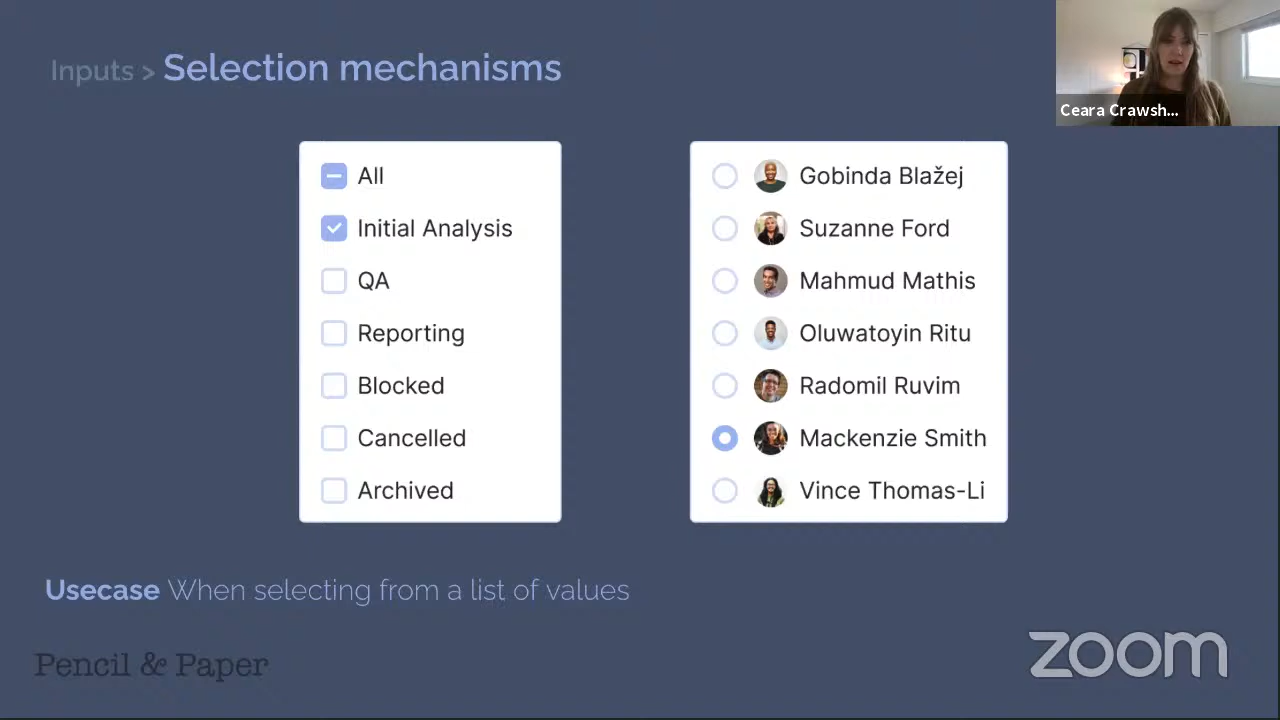 Inputs > Selection mechanisms
Ceara Crawsh...
All
Initial Analysis
QA
Reporting
Blocked
Cancelled
Archived
Gobinda Blažej
Suzanne Ford
Mahmud Mathis
Oluwatoyin Ritu
Radomil Ruvim
Mackenzie Smith
Vince Thomas-Li
Usecase When selecting from a list of values
Pencil & Paper
zoom